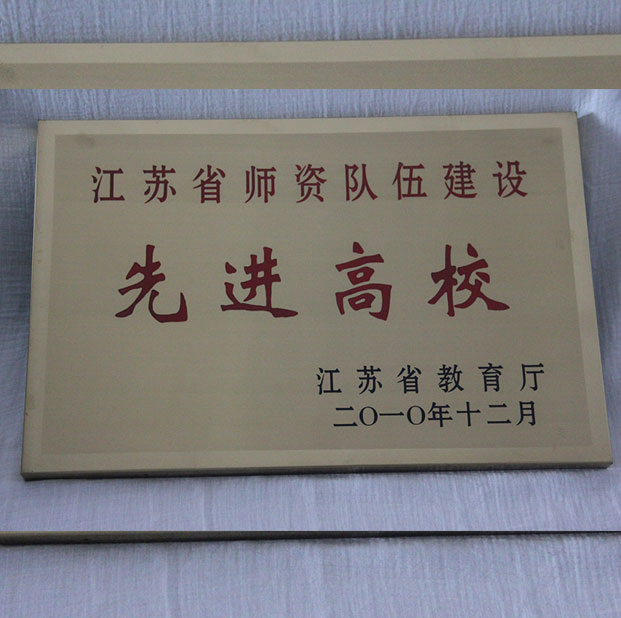 江苏省师资队伍建设
先进高校
江苏省教育厅
二〇一〇年十二月